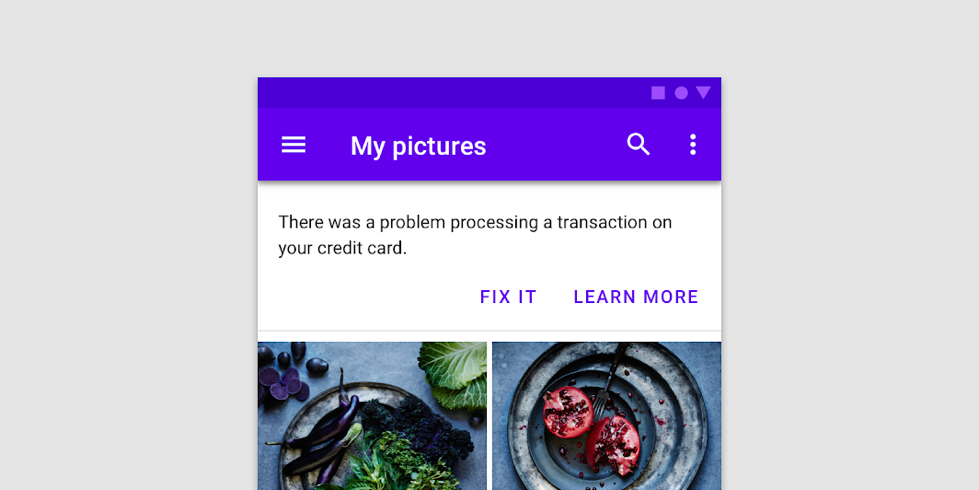 My pictures
There was a problem processing a transaction on
your credit card.
FIX IT LEARN MORE